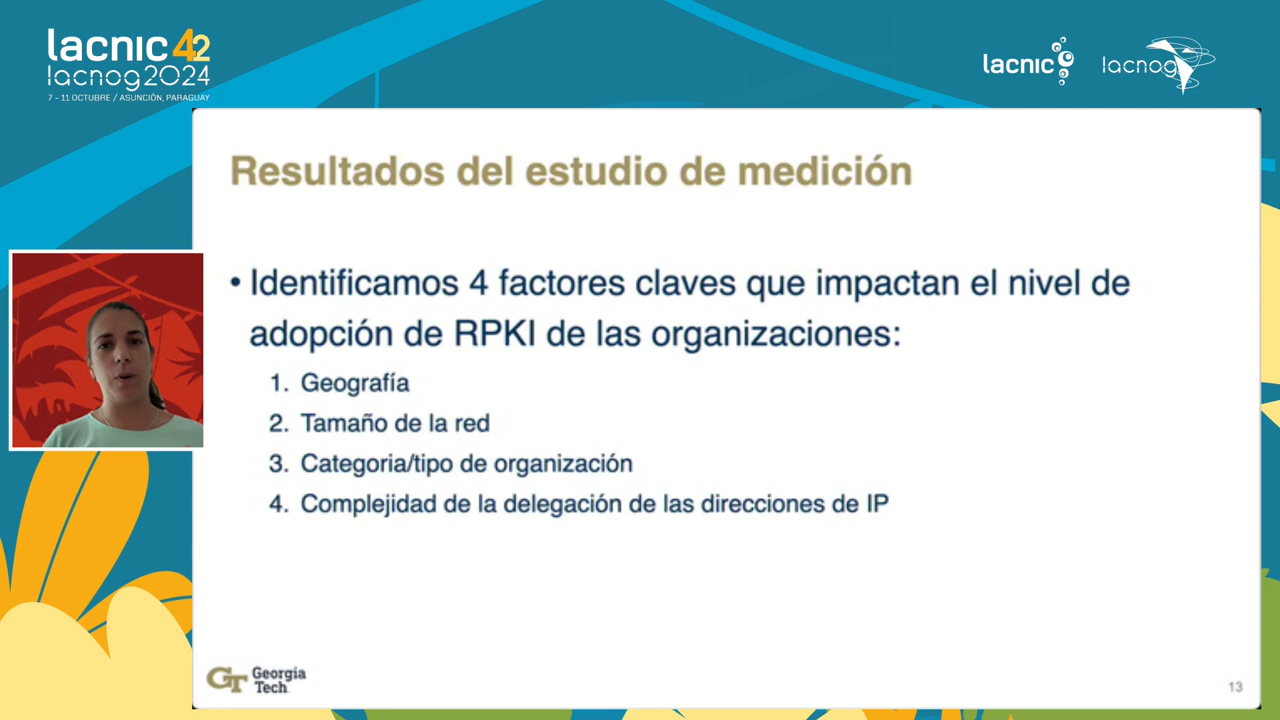 lacnic 42
lacnog2024
7 - 11 OCTUBRE / ASUNCIÓN, PARAGUAY
lacnic
lacnog
Resultados del estudio de medición
• Identificamos 4 factores claves que impactan el nivel de
adopción de RPKI de las organizaciones:
1. Geografía
2. Tamaño de la red
3. Categoria/tipo de organización
4. Complejidad de la delegación de las direcciones de IP
GT Georgia
Tech
13